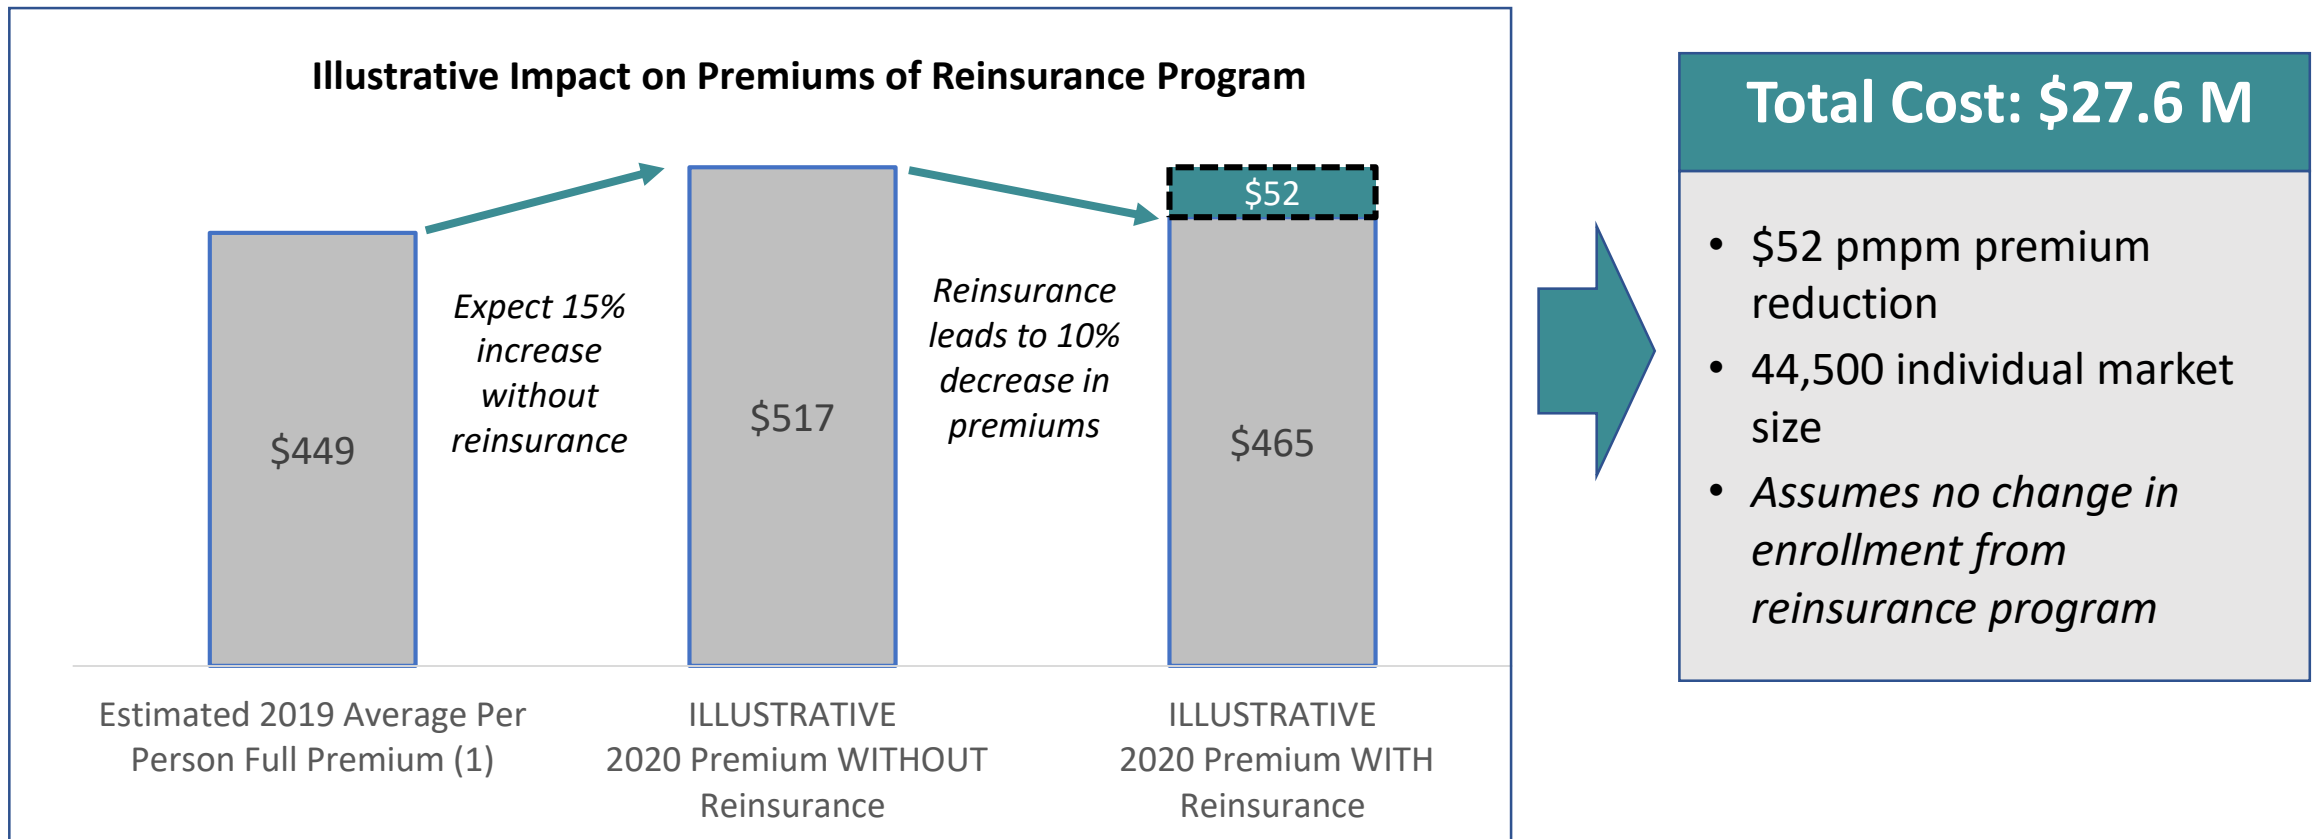 Illustrative Impact on Premiums of Reinsurance Program
$449
Expect 15%
increase
without
reinsurance
$517
Reinsurance
leads to 10%
decrease in
premiums
$52
$465
Estimated 2019 Average Per
Person Full Premium (1)
ILLUSTRATIVE
2020 Premium WITHOUT
Reinsurance
ILLUSTRATIVE
2020 Premium WITH
Reinsurance
Total Cost: $27.6 M
• $52 pmpm premium
reduction
• 44,500 individual market
size
• Assumes no change in
enrollment from
reinsurance program